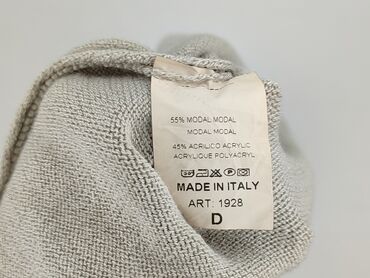 55% MODAL MODAL
MODAL MODAL
45% ACRILICO ACRYLIC
ACRYLIQUE POLYACRYL
MADE IN ITALY
ART: 1928
D